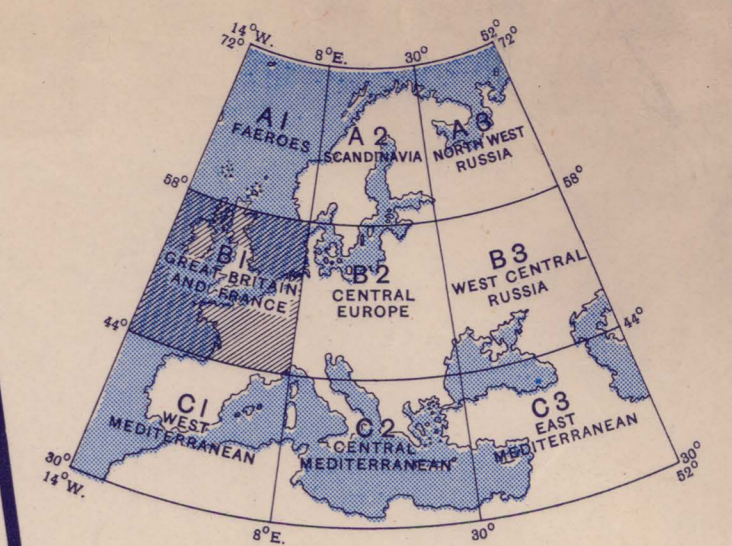 14°W.
72°
8°E.
30°
52°
72°
A1
FAEROES
A 2
SCANDINAVIA
A 3
NORTH WEST
RUSSIA
58°
58°
B1
GREAT BRITAIN
AND FRANCE
B2
CENTRAL
EUROPE
B3
WEST CENTRAL
RUSSIA
44°
44°
C1
WEST
MEDITERRANEAN
C2
CENTRAL
MEDITERRANEAN
C3
EAST
MEDITERRANEAN
30°
14°W.
8°E.
30°
30°
52°